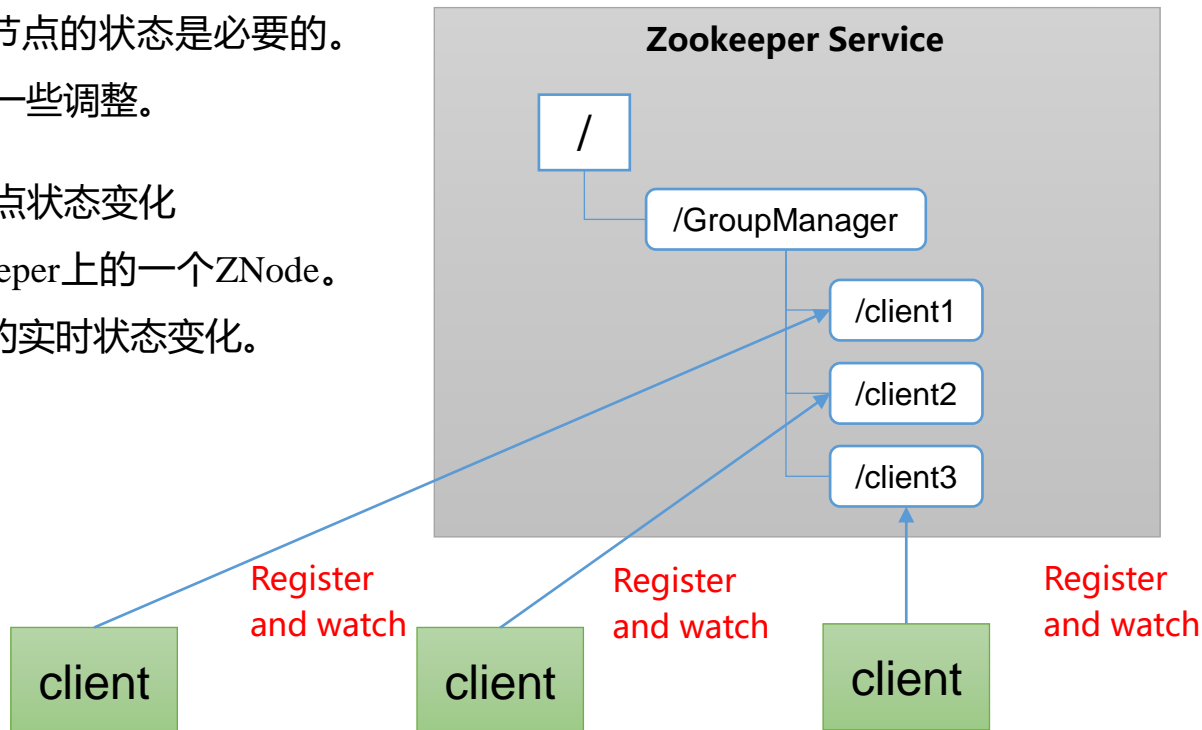 节点的状态是必要的。
一些调整。
点状态变化
eper上的一个ZNode。
的实时状态变化。
Zookeeper Service
/
/GroupManager
/client1
/client2
/client3
Register
and watch
Register
and watch
Register
and watch
client
client
client